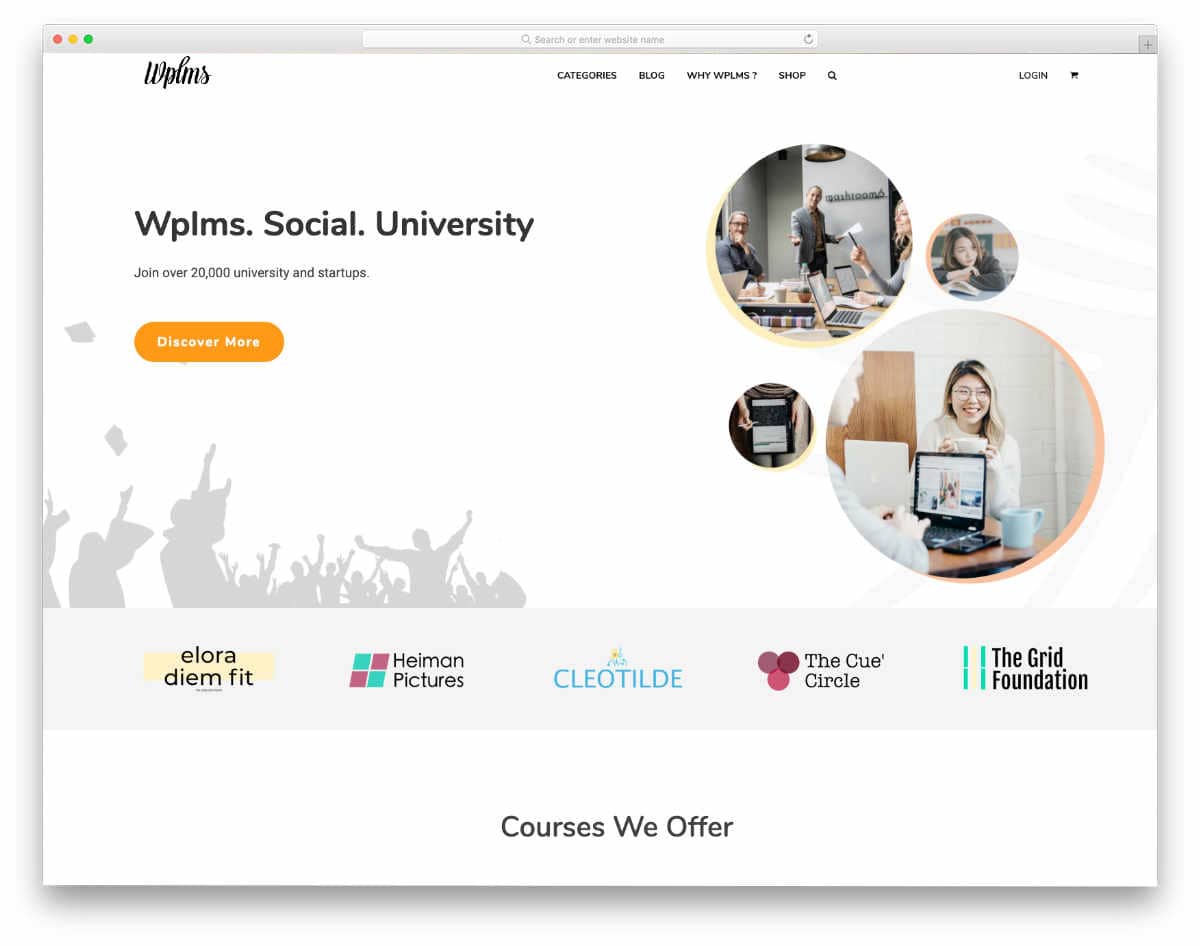 Search or enter website name
Wplms
CATEGORIES BLOG WHY WPLMS ? SHOP LOGIN
Wplms. Social. University
Join over 20,000 university and startups.
Discover More
mashroom6
elora
diem fit
Heiman
Pictures
CLEOTILDE
The Cue'
Circle
The Grid
Foundation
Courses We Offer